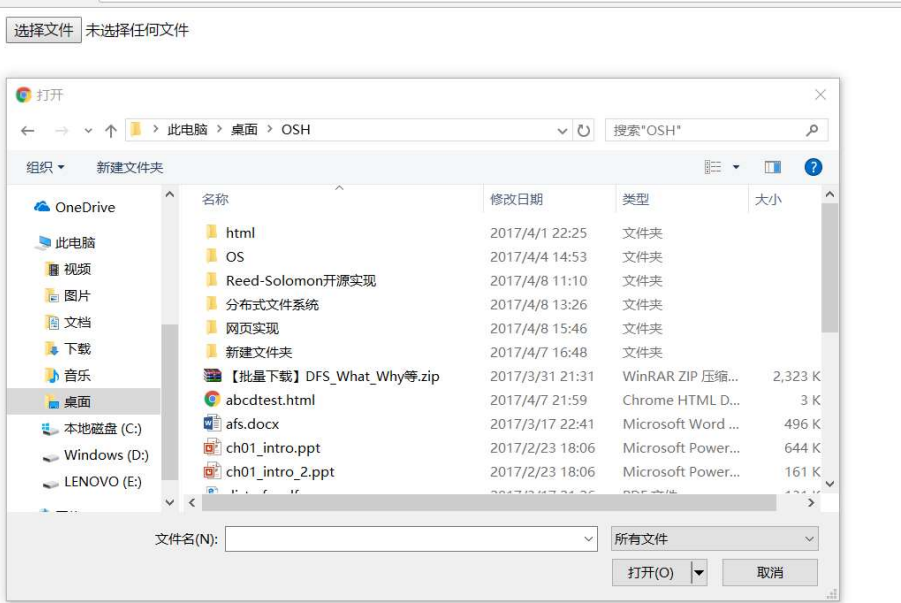 选择文件 未选择任何文件
打开
此电脑 > 桌面 > OSH 搜索"OSH"
组织 新建文件夹
名称 修改日期 类型 大小
OneDrive
此电脑
视频
图片
文档
下载
音乐
桌面
本地磁盘 (C:)
Windows (D:)
LENOVO (E:)
html 2017/4/1 22:25 文件夹
OS 2017/4/4 14:53 文件夹
Reed-Solomon开源实现 2017/4/8 11:10 文件夹
分布式文件系统 2017/4/8 13:26 文件夹
网页实现 2017/4/8 15:46 文件夹
新建文件夹 2017/4/7 16:48 文件夹
【批量下载】DFS_What_Why等.zip 2017/3/31 21:31 WinRAR ZIP 压缩... 2,323 K
abcdtest.html 2017/4/7 21:59 Chrome HTML D... 3 K
afs.docx 2017/3/17 22:41 Microsoft Word ... 496 K
ch01_intro.ppt 2017/2/23 18:06 Microsoft Power... 644 K
ch01_intro_2.ppt 2017/2/23 18:06 Microsoft Power... 161 K
文件名(N): 所有文件
打开(O) 取消